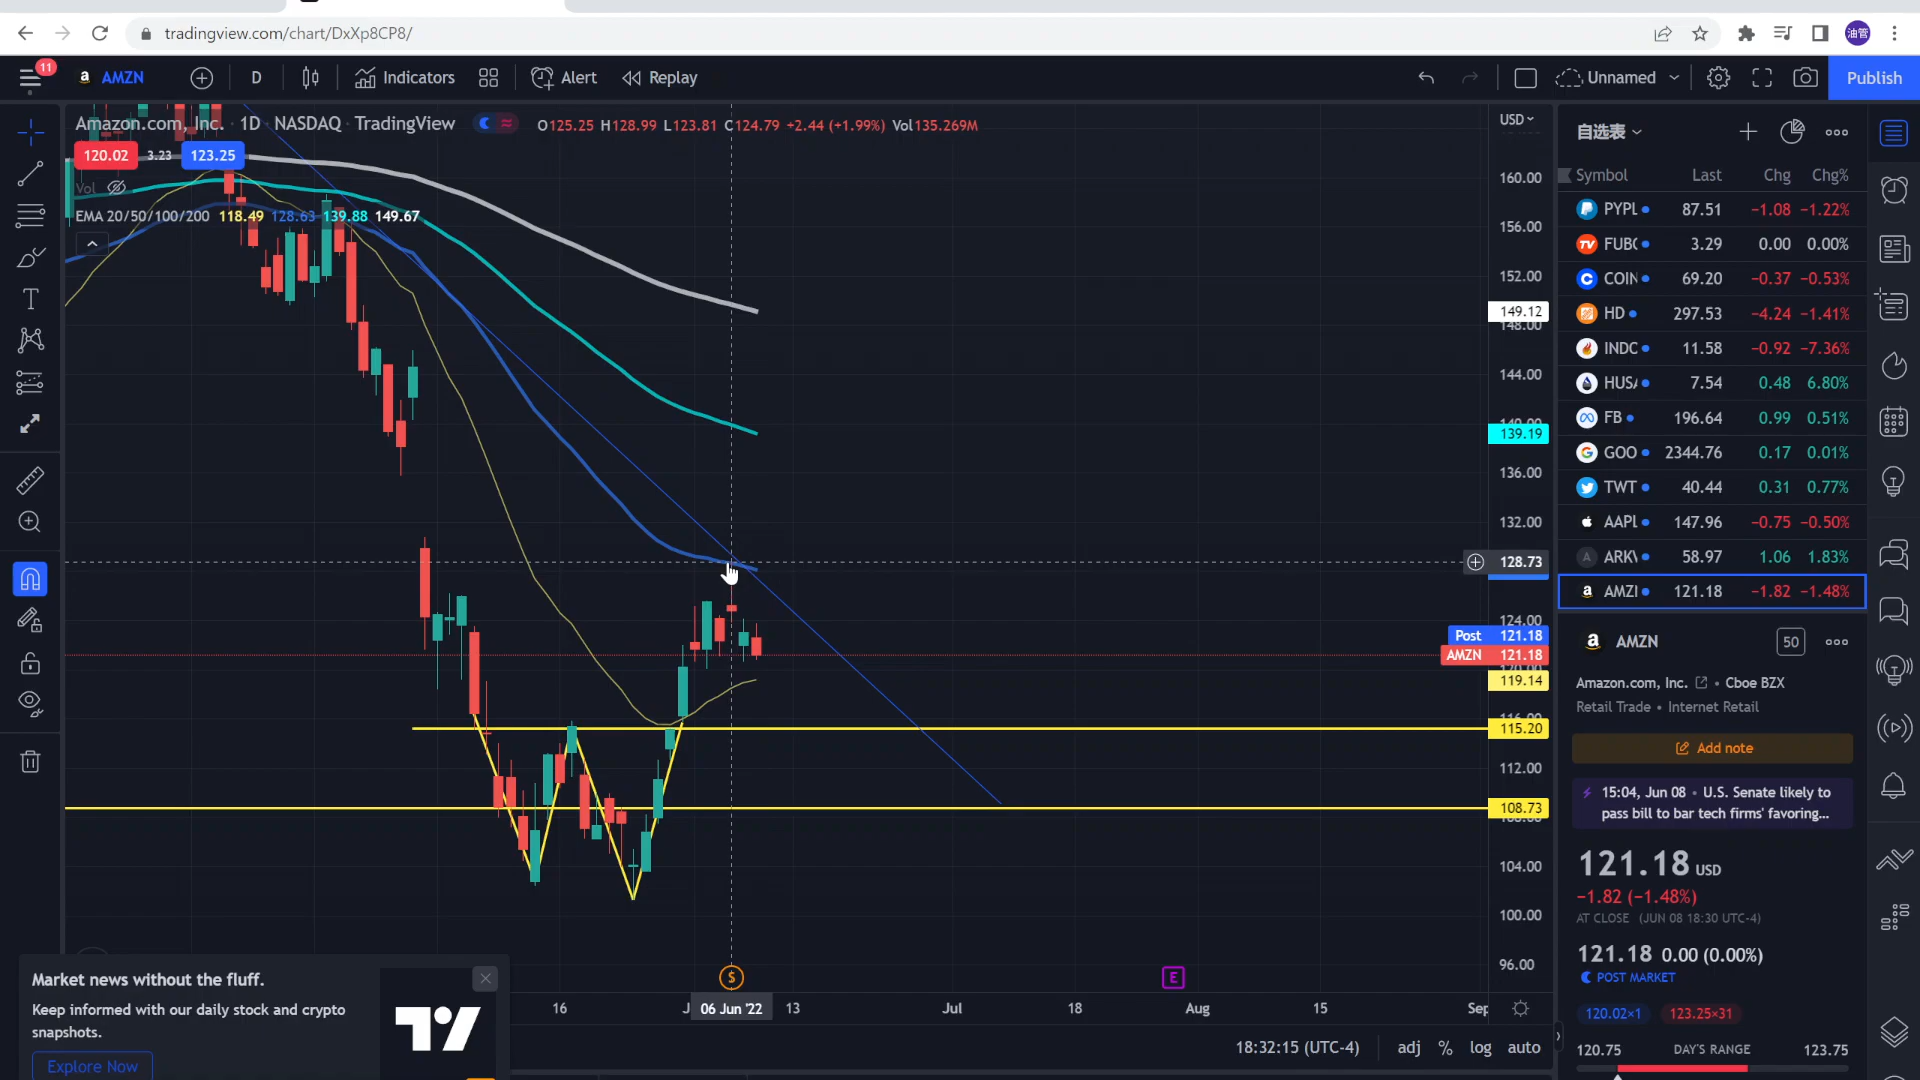 tradingview.com/chart/DxXp8CP8/
油管
11
AMZN
D
Indicators
Alert
Replay
Unnamed
Publish
Amazon.com, Inc. · 1D · NASDAQ · TradingView
O125.25 H128.99 L123.81 C124.79 +2.44 (+1.99%) Vol135.269M
120.02 3.23 123.25
Vol
EMA 20/50/100/200 118.49 128.63 139.88 149.67
USD
160.00
156.00
152.00
149.12
148.00
144.00
140.00
139.19
136.00
132.00
128.73
124.00
Post 121.18
AMZN 121.18
120.00
119.14
116.00
115.20
112.00
108.73
104.00
100.00
96.00
$
E
16
06 Jun '22
13
Jul
18
Aug
15
Sep
18:32:15 (UTC-4)
adj
%
log
auto
Market news without the fluff.
Keep informed with our daily stock and crypto
snapshots.
Explore Now
自选表
Symbol Last Chg Chg%
PYPL 87.51 −1.08 −1.22%
FUB 3.29 0.00 0.00%
COIN 69.20 −0.37 −0.53%
HD 297.53 −4.24 −1.41%
INDO 11.58 −0.92 −7.36%
HUSA 7.54 0.48 6.80%
FB 196.64 0.99 0.51%
GOO 2344.76 0.17 0.01%
TWT 40.44 0.31 0.77%
AAPL 147.96 −0.75 −0.50%
ARK 58.97 1.06 1.83%
AMZ 121.18 −1.82 −1.48%
AMZN
50
Amazon.com, Inc. • Cboe BZX
Retail Trade • Internet Retail
Add note
15:04, Jun 08 • U.S. Senate likely to
pass bill to bar tech firms' favoring...
121.18 USD
−1.82 (−1.48%)
AT CLOSE (JUN 08 18:30 UTC-4)
121.18 0.00 (0.00%)
POST MARKET
120.02×1 123.25×31
120.75 DAY'S RANGE 123.75